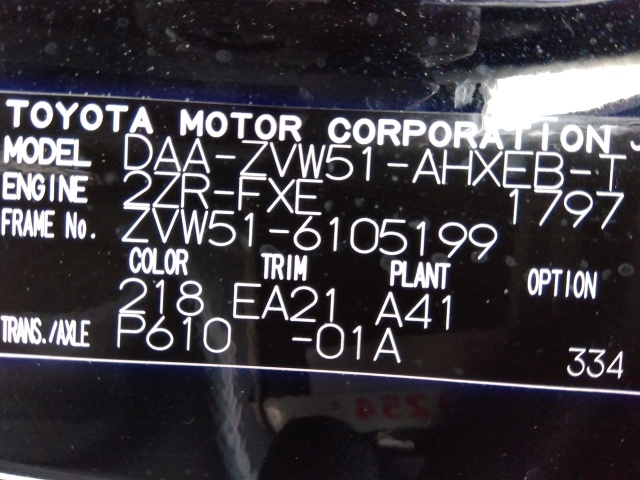 TOYOTA MOTOR CORPORATION J
MODEL DAA-ZVW51-AHXEB-T
ENGINE 2ZR-FXE 1797
FRAME No. ZVW51-6105199
COLOR TRIM PLANT OPTION
218 EA21 A41
TRANS./AXLE P610 -01A
334
1254